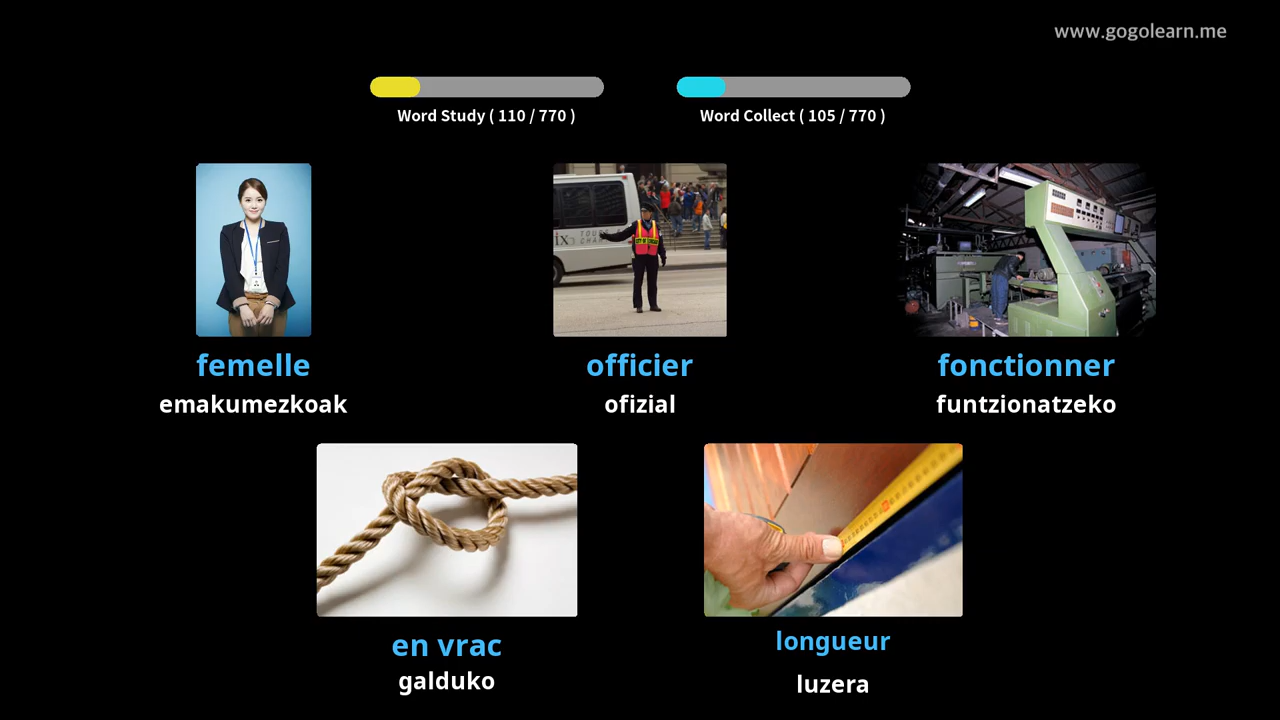 www.gogolearn.me
Word Study ( 110 / 770 )
Word Collect ( 105 / 770 )
femelle
emakumezkoak
officier
ofizial
fonctionner
funtzionatzeko
en vrac
galduko
longueur
luzera